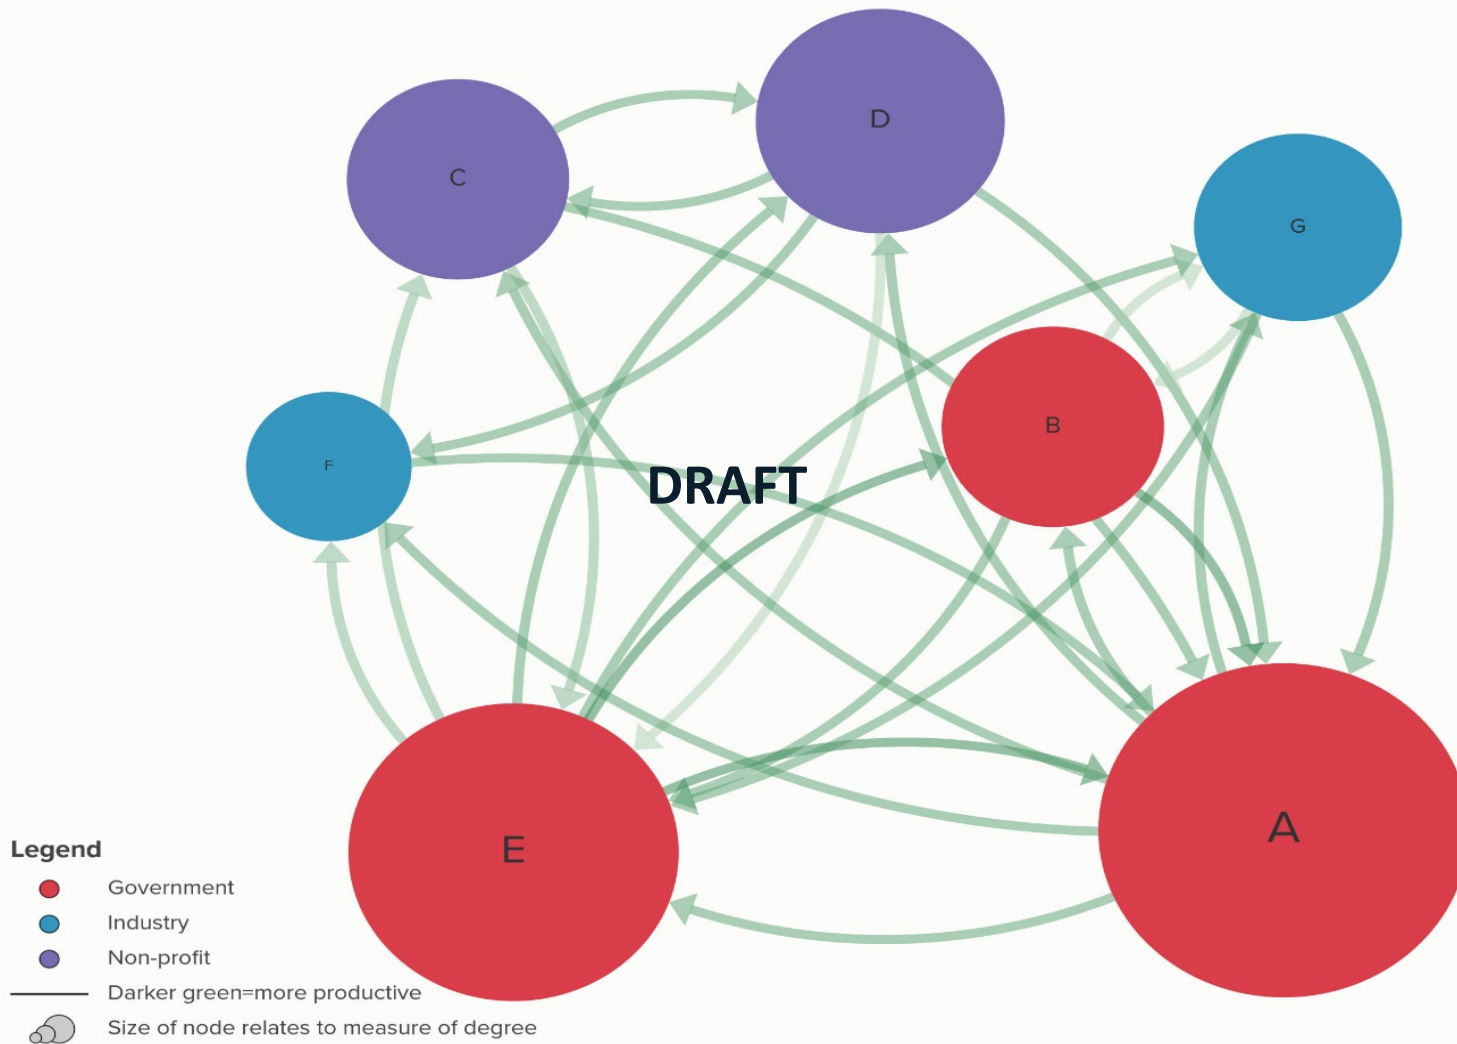 D
C
G
B
F
DRAFT
E
A
Legend
Government
Industry
Non-profit
Darker green=more productive
Size of node relates to measure of degree